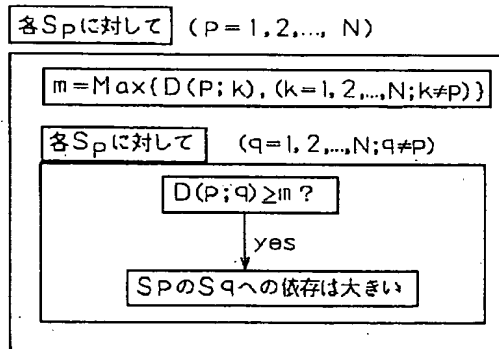 各Spに対して (p=1,2,..., N)
m=Max{D(p;k),(k=1,2,...,N;k≠p)}
各Spに対して (q=1,2,...,N;q≠p)
D(p;q)≥m?
yes
SpのSqへの依存は大きい